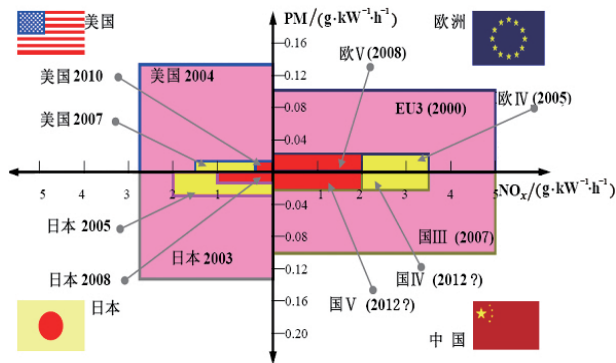 美国
PM/(g·kW⁻¹·h⁻¹)
欧洲
0.16
美国 2010
美国 2004
0.12
欧Ⅴ(2008)
美国 2007
0.08
EU3 (2000)
欧Ⅳ(2005)
0.04
5 4 3 2 1 1 2 3 4 5
NOx/(g·kW⁻¹·h⁻¹)
日本 2005
0.04
国Ⅲ (2007)
日本 2003
0.08
日本 2008
0.12
国Ⅳ (2012?)
日本
0.16
国Ⅴ (2012?)
0.20
中 国